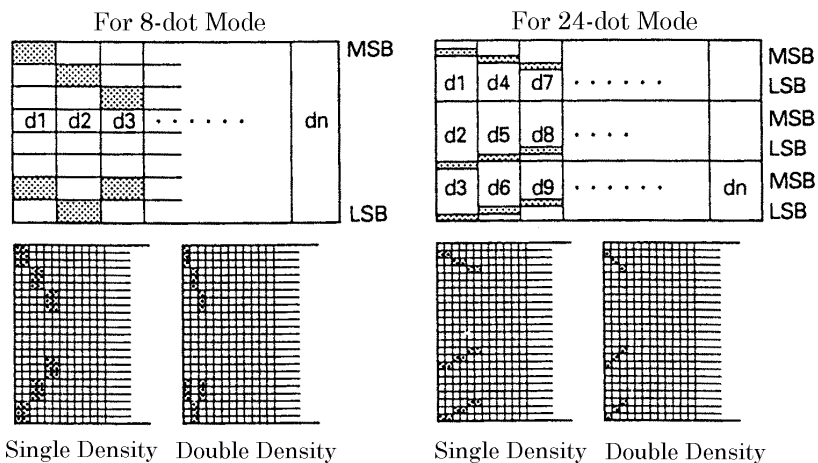 For 8-dot Mode
For 24-dot Mode
MSB
d1 d2 d3 ······ dn
LSB
MSB
d1 d4 d7 ······
LSB
MSB
d2 d5 d8 ····
LSB
MSB
d3 d6 d9 ······ dn
LSB
Single Density
Double Density
Single Density
Double Density